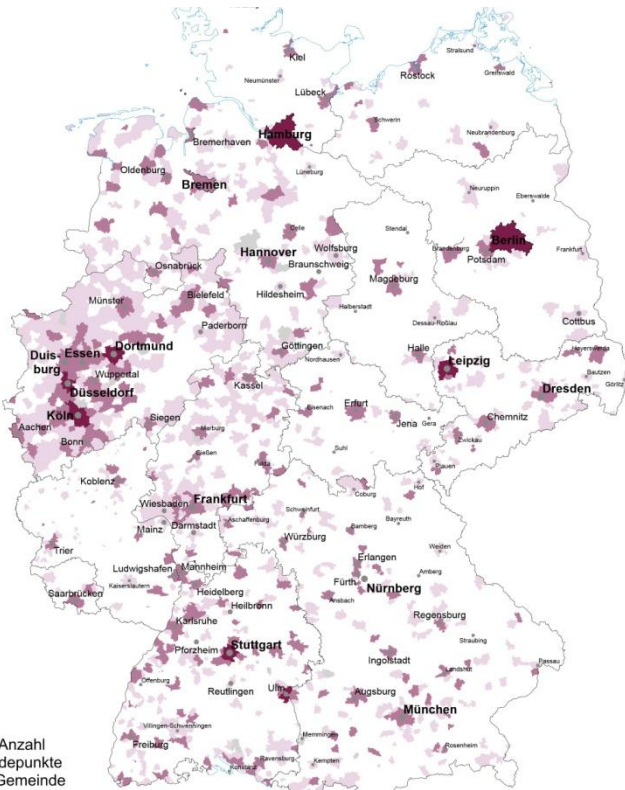 Kiel
Stralsund
Rostock
Greifswald
Neumünster
Lübeck
Schwerin
Neubrandenburg
Hamburg
Bremerhaven
Oldenburg
Lüneburg
Bremen
Neuruppin
Eberswalde
Celle
Stendal
Berlin
Hannover
Wolfsburg
Brandenburg
Frankfurt
Potsdam
Osnabrück
Braunschweig
Magdeburg
Hildesheim
Münster
Bielefeld
Halberstadt
Dessau-Roßlau
Cottbus
Paderborn
Göttingen
Nordhausen
Halle
Leipzig
Hoyerswerda
Bautzen
Görlitz
Duis-
burg
Essen
Dortmund
Wuppertal
Düsseldorf
Kassel
Dresden
Köln
Aachen
Bonn
Siegen
Marburg
Eisenach
Erfurt
Jena
Gera
Chemnitz
Zwickau
Gießen
Suhl
Plauen
Koblenz
Fulda
Hof
Coburg
Wiesbaden
Frankfurt
Mainz
Darmstadt
Aschaffenburg
Schweinfurt
Bayreuth
Bamberg
Würzburg
Weiden
Trier
Erlangen
Ludwigshafen
Mannheim
Fürth
Amberg
Nürnberg
Saarbrücken
Kaiserslautern
Heidelberg
Ansbach
Heilbronn
Regensburg
Karlsruhe
Straubing
Pforzheim
Stuttgart
Ingolstadt
Landshut
Passau
Offenburg
Reutlingen
Ulm
Augsburg
München
Villingen-Schwenningen
Freiburg
Memmingen
Rosenheim
Ravensburg
Kempten
Konstanz
Anzahl
depunkte
Gemeinde